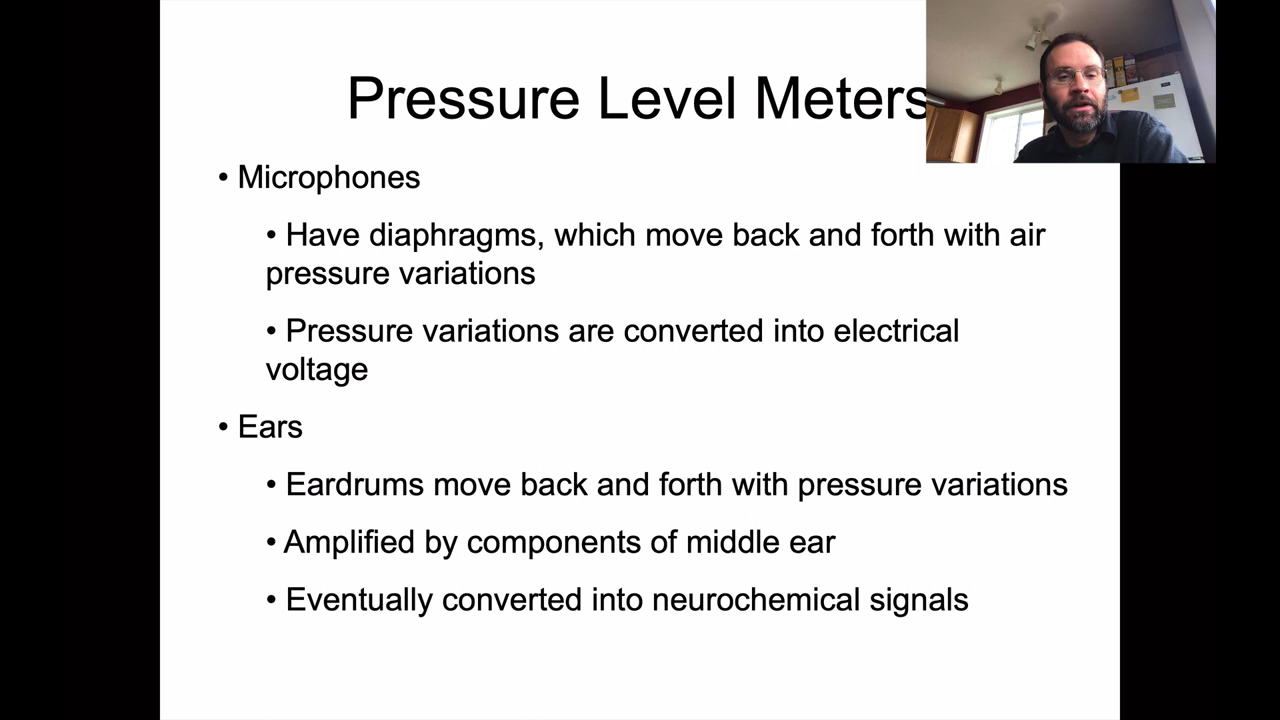 Pressure Level Meters
• Microphones
• Have diaphragms, which move back and forth with air
pressure variations
• Pressure variations are converted into electrical
voltage
• Ears
• Eardrums move back and forth with pressure variations
• Amplified by components of middle ear
• Eventually converted into neurochemical signals